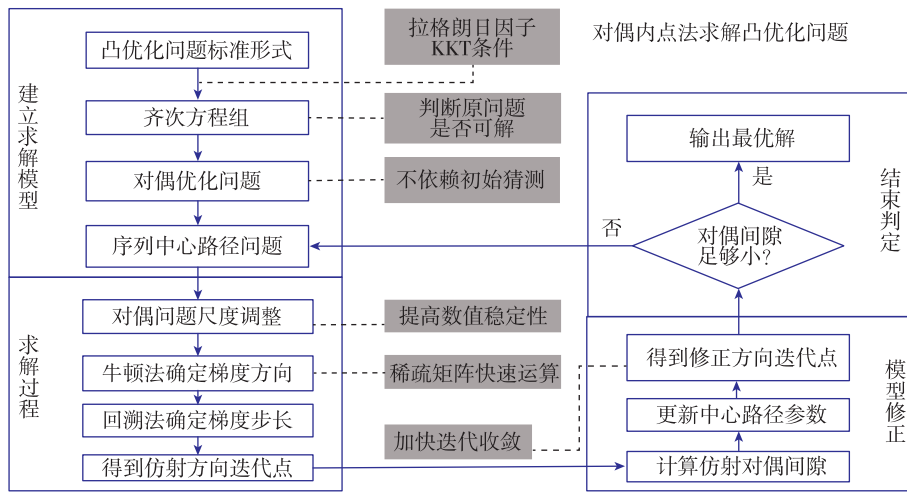 对偶内点法求解凸优化问题
建立求解模型
凸优化问题标准形式
拉格朗日因子
KKT条件
齐次方程组
判断原问题
是否可解
对偶优化问题
不依赖初始猜测
序列中心路径问题
求解过程
对偶问题尺度调整
提高数值稳定性
牛顿法确定梯度方向
稀疏矩阵快速运算
回溯法确定梯度步长
加快迭代收敛
得到仿射方向迭代点
结束判定
输出最优解
是
否
对偶间隙
足够小?
模型修正
得到修正方向迭代点
更新中心路径参数
计算仿射对偶间隙